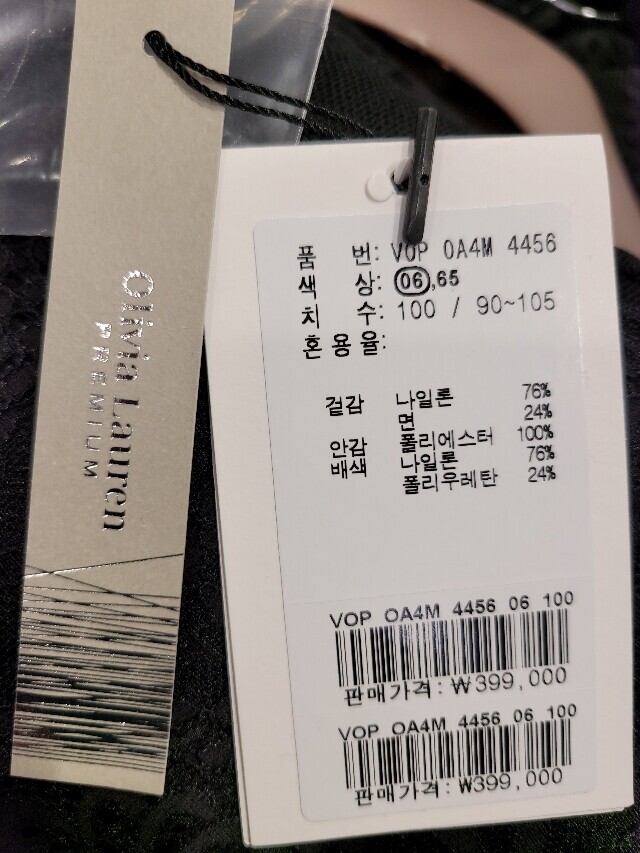 Olivia Lauren
PREMIUM
품 번: VOP OA4M 4456
색 상: 06,65
치 수: 100 / 90~105
혼 용 율:
겉감 나일론 76%
면 24%
안감 폴리에스터 100%
배색 나일론 76%
폴리우레탄 24%
VOP OA4M 4456 06 100
판매가격: ₩399,000
VOP OA4M 4456 06 100
판매가격: ₩399,000